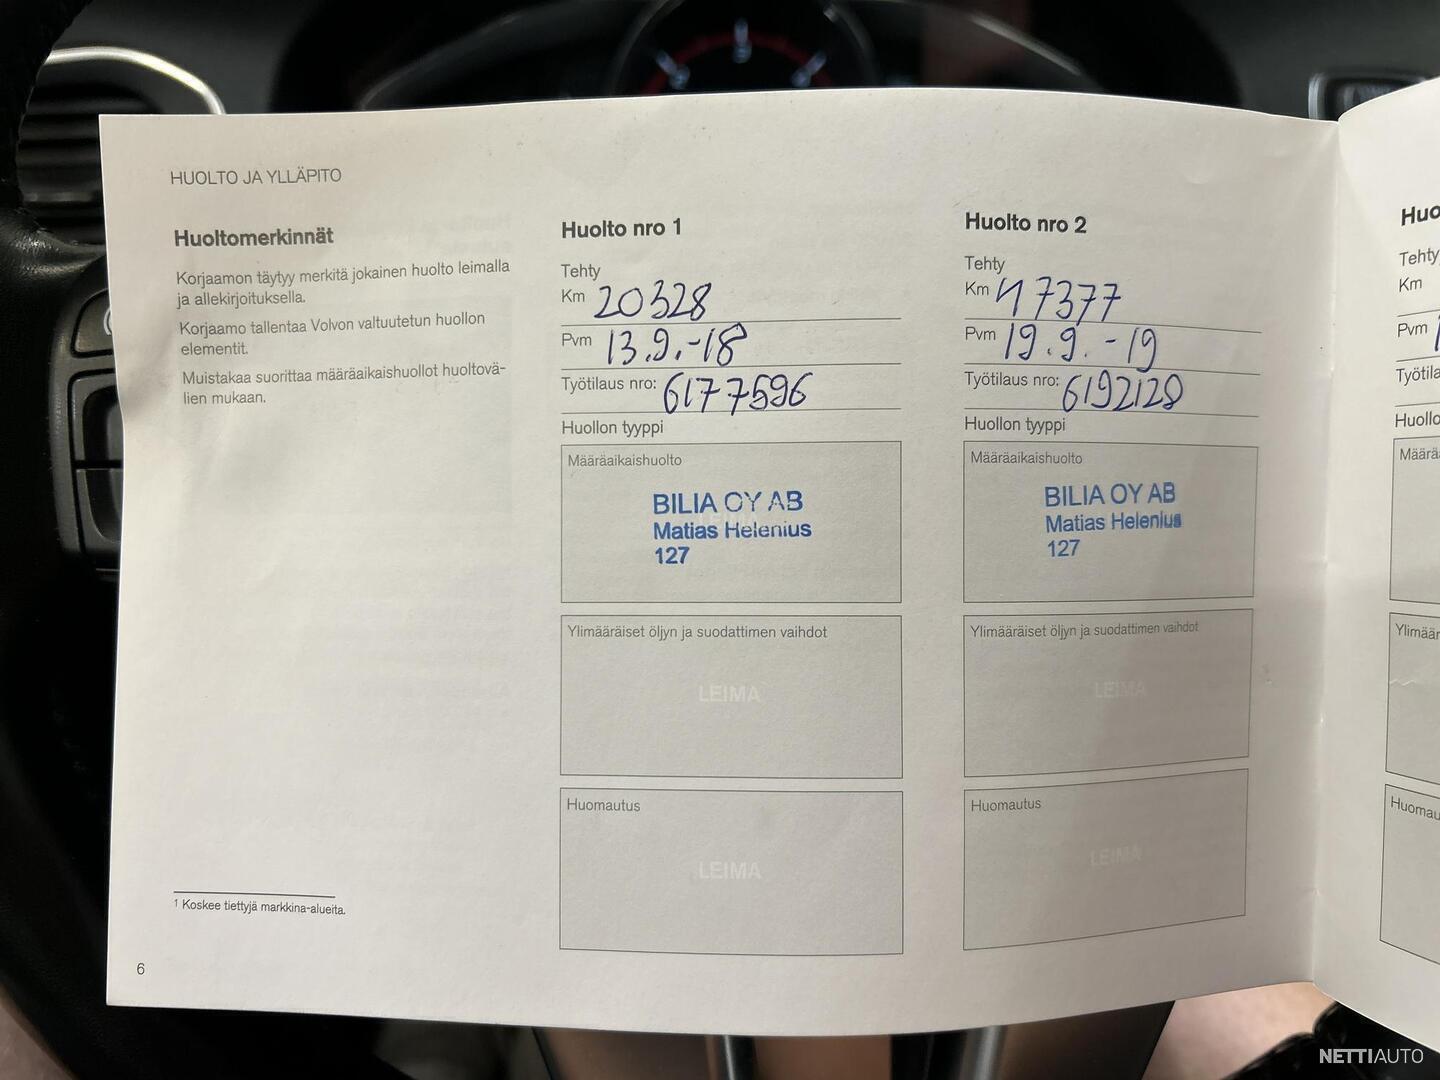 HUOLTO JA YLLÄPITO
Huoltomerkinnät
Korjaamon täytyy merkitä jokainen huolto leimalla
ja allekirjoituksella.
Korjaamo tallentaa Volvon valtuutetun huollon
elementit.
Muistakaa suorittaa määräaikaishuollot huoltovä-
lien mukaan.
1 Koskee tiettyjä markkina-alueita.
6
Huolto nro 1
Tehty
Km 20328
Pvm 13.9.-18
Työtilaus nro: 6177596
Huollon tyyppi
Määräaikaishuolto
BILIA OY AB
Matias Helenius
127
Ylimääräiset öljyn ja suodattimen vaihdot
LEIMA
Huomautus
LEIMA
Huolto nro 2
Tehty
Km 47377
Pvm 19.9.-19
Työtilaus nro: 6192128
Huollon tyyppi
Määräaikaishuolto
BILIA OY AB
Matias Helenius
127
Ylimääräiset öljyn ja suodattimen vaihdot
LEIMA
Huomautus
LEIMA
Huo
Tehty
Km
Pvm
Työtila
Huollo
Määrä
Ylimäär
Huomau
NETTIAUTO